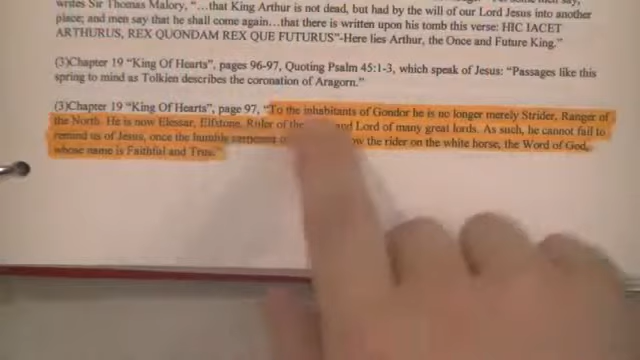 writes Sir Thomas Malory, "…that King Arthur is not dead, but had by the will of our Lord Jesus into another
place; and men say that he shall come again…that there is written upon his tomb this verse: HIC IACET
ARTHURUS, REX QUONDAM REX QUE FUTURUS"-Here lies Arthur, the Once and Future King."
(3)Chapter 19 "King Of Hearts", pages 96-97, Quoting Psalm 45:1-3, which speak of Jesus: "Passages like this
spring to mind as Tolkien describes the coronation of Aragorn."
(3)Chapter 19 "King Of Hearts", page 97, "To the inhabitants of Gondor he is no longer merely Strider, Ranger of
the North. He is now Elessar, Elfstone, Ruler of the and Lord of many great lords. As such, he cannot fail to
remind us of Jesus, once the humble carpenter the rider on the white horse, the Word of God,
whose name is Faithful and True."